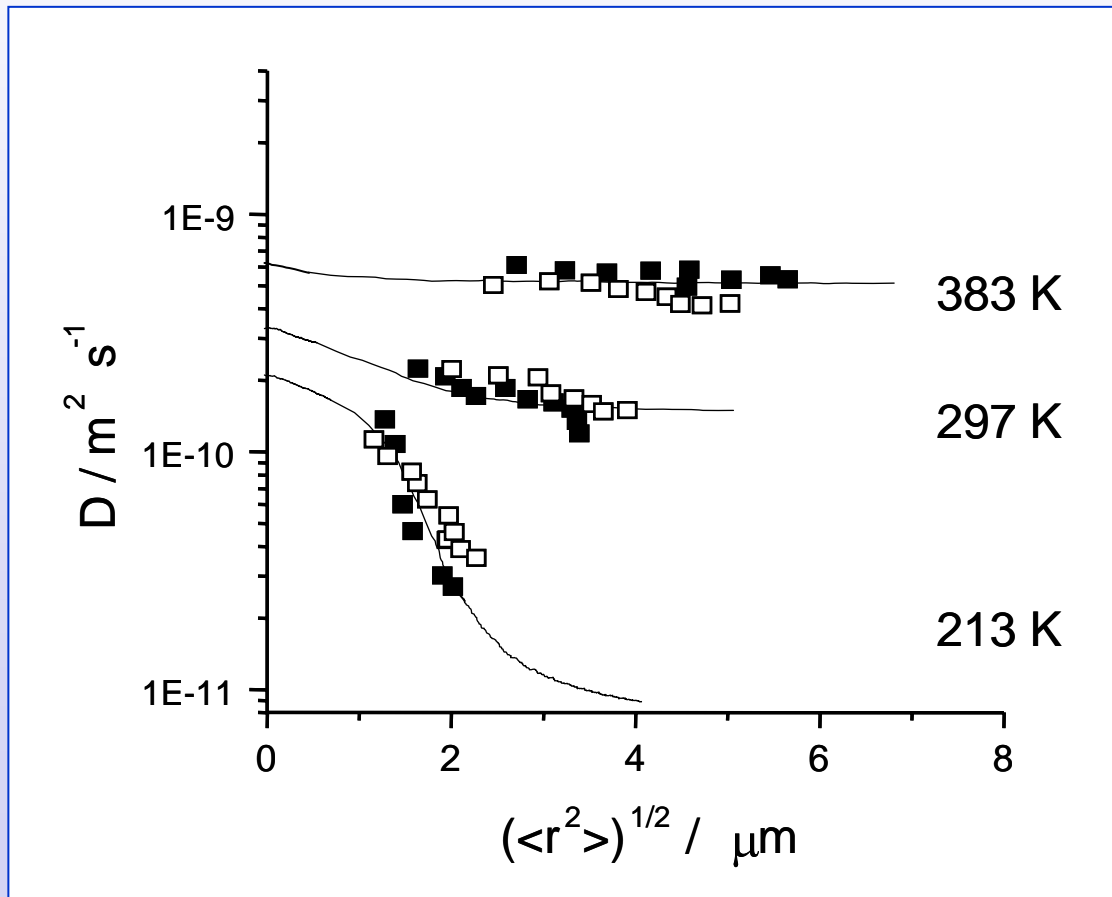 1E-9
1E-10
1E-11
D / m² s⁻¹
383 K
297 K
213 K
0 2 4 6 8
(<r²>)¹/² / μm